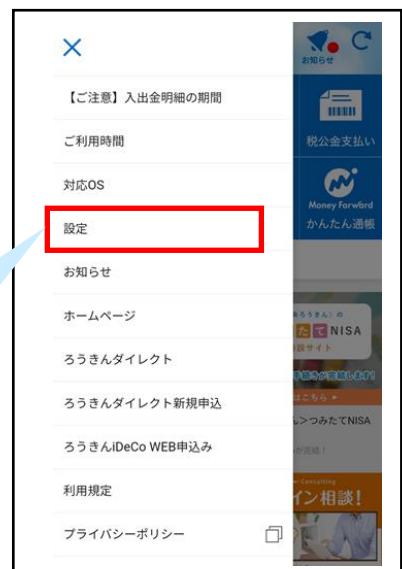 お知らせ
【ご注意】入出金明細の期間
ご利用時間
税公金支払い
対応OS
Money Forward
設定
かんたん通帳
お知らせ
ホームページ
NISA
ろうきんダイレクト
ろうきんダイレクト新規申込
ん>つみたてNISA
ろうきんiDeCo WEB申込み
利用規定
イン相談!
プライバシーポリシー